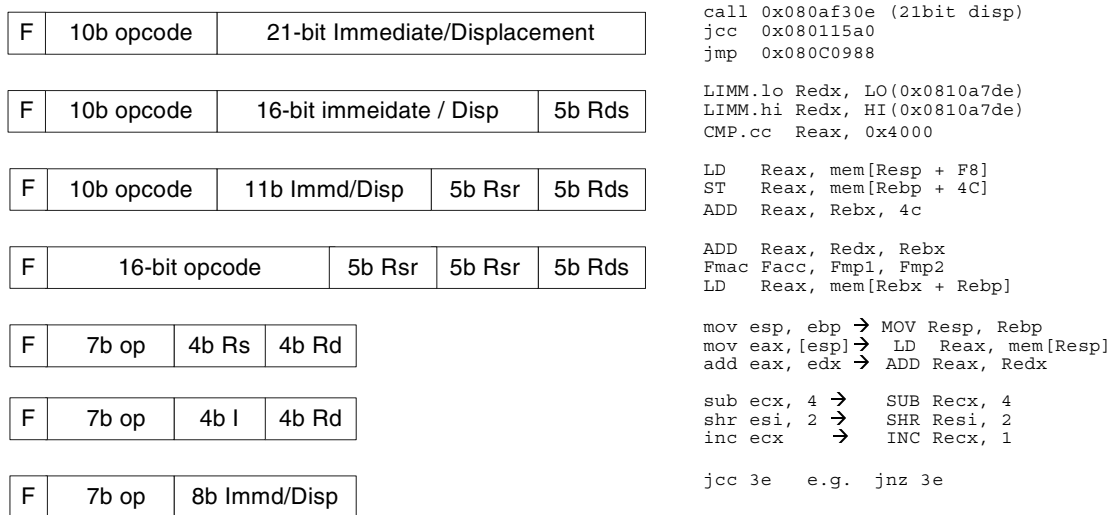 call 0x080af30e (21bit disp)
jcc 0x080115a0
jmp 0x080C0988
F 10b opcode 21-bit Immediate/Displacement
LIMM.lo Redx, LO(0x0810a7de)
LIMM.hi Redx, HI(0x0810a7de)
CMP.cc Reax, 0x4000
F 10b opcode 16-bit immeidate / Disp 5b Rds
LD Reax, mem[Resp + F8]
ST Reax, mem[Rebp + 4C]
ADD Reax, Rebx, 4c
F 10b opcode 11b Immd/Disp 5b Rsr 5b Rds
ADD Reax, Redx, Rebx
Fmac Facc, Fmp1, Fmp2
LD Reax, mem[Rebx + Rebp]
F 16-bit opcode 5b Rsr 5b Rsr 5b Rds
mov esp, ebp → MOV Resp, Rebp
mov eax,[esp]→ LD Reax, mem[Resp]
add eax, edx → ADD Reax, Redx
F 7b op 4b Rs 4b Rd
sub ecx, 4 → SUB Recx, 4
shr esi, 2 → SHR Resi, 2
inc ecx → INC Recx, 1
F 7b op 4b I 4b Rd
jcc 3e e.g. jnz 3e
F 7b op 8b Immd/Disp